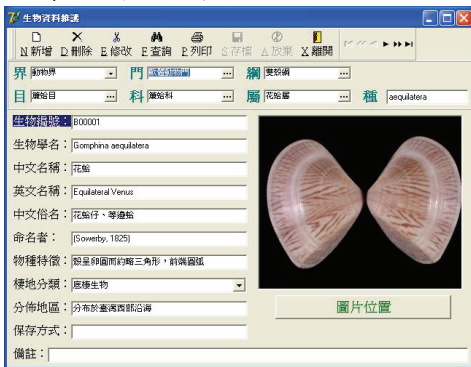 生物資料維護
N新增 D刪除 E修改 F查詢 P列印 S存檔 A放棄 X離開
界 動物界 ... 門 軟體動物門 ... 綱 雙殼綱 ...
目 簾蛤目 ... 科 簾蛤科 ... 屬 花蛤屬 ... 種 aequilatera
生物編號：B00001
生物學名：Gomphina aequilatera
中文名稱：花蛤
英文名稱：Equilateral Venus
中文俗名：花蛤仔、等邊蛤
命名者：(Sowerby, 1825)
物種特徵：殼呈卵圓而約略三角形，前端圓弧
棲地分類：底棲生物
分佈地區：分布於臺灣西部沿海
圖片位置
保存方式：
備註：